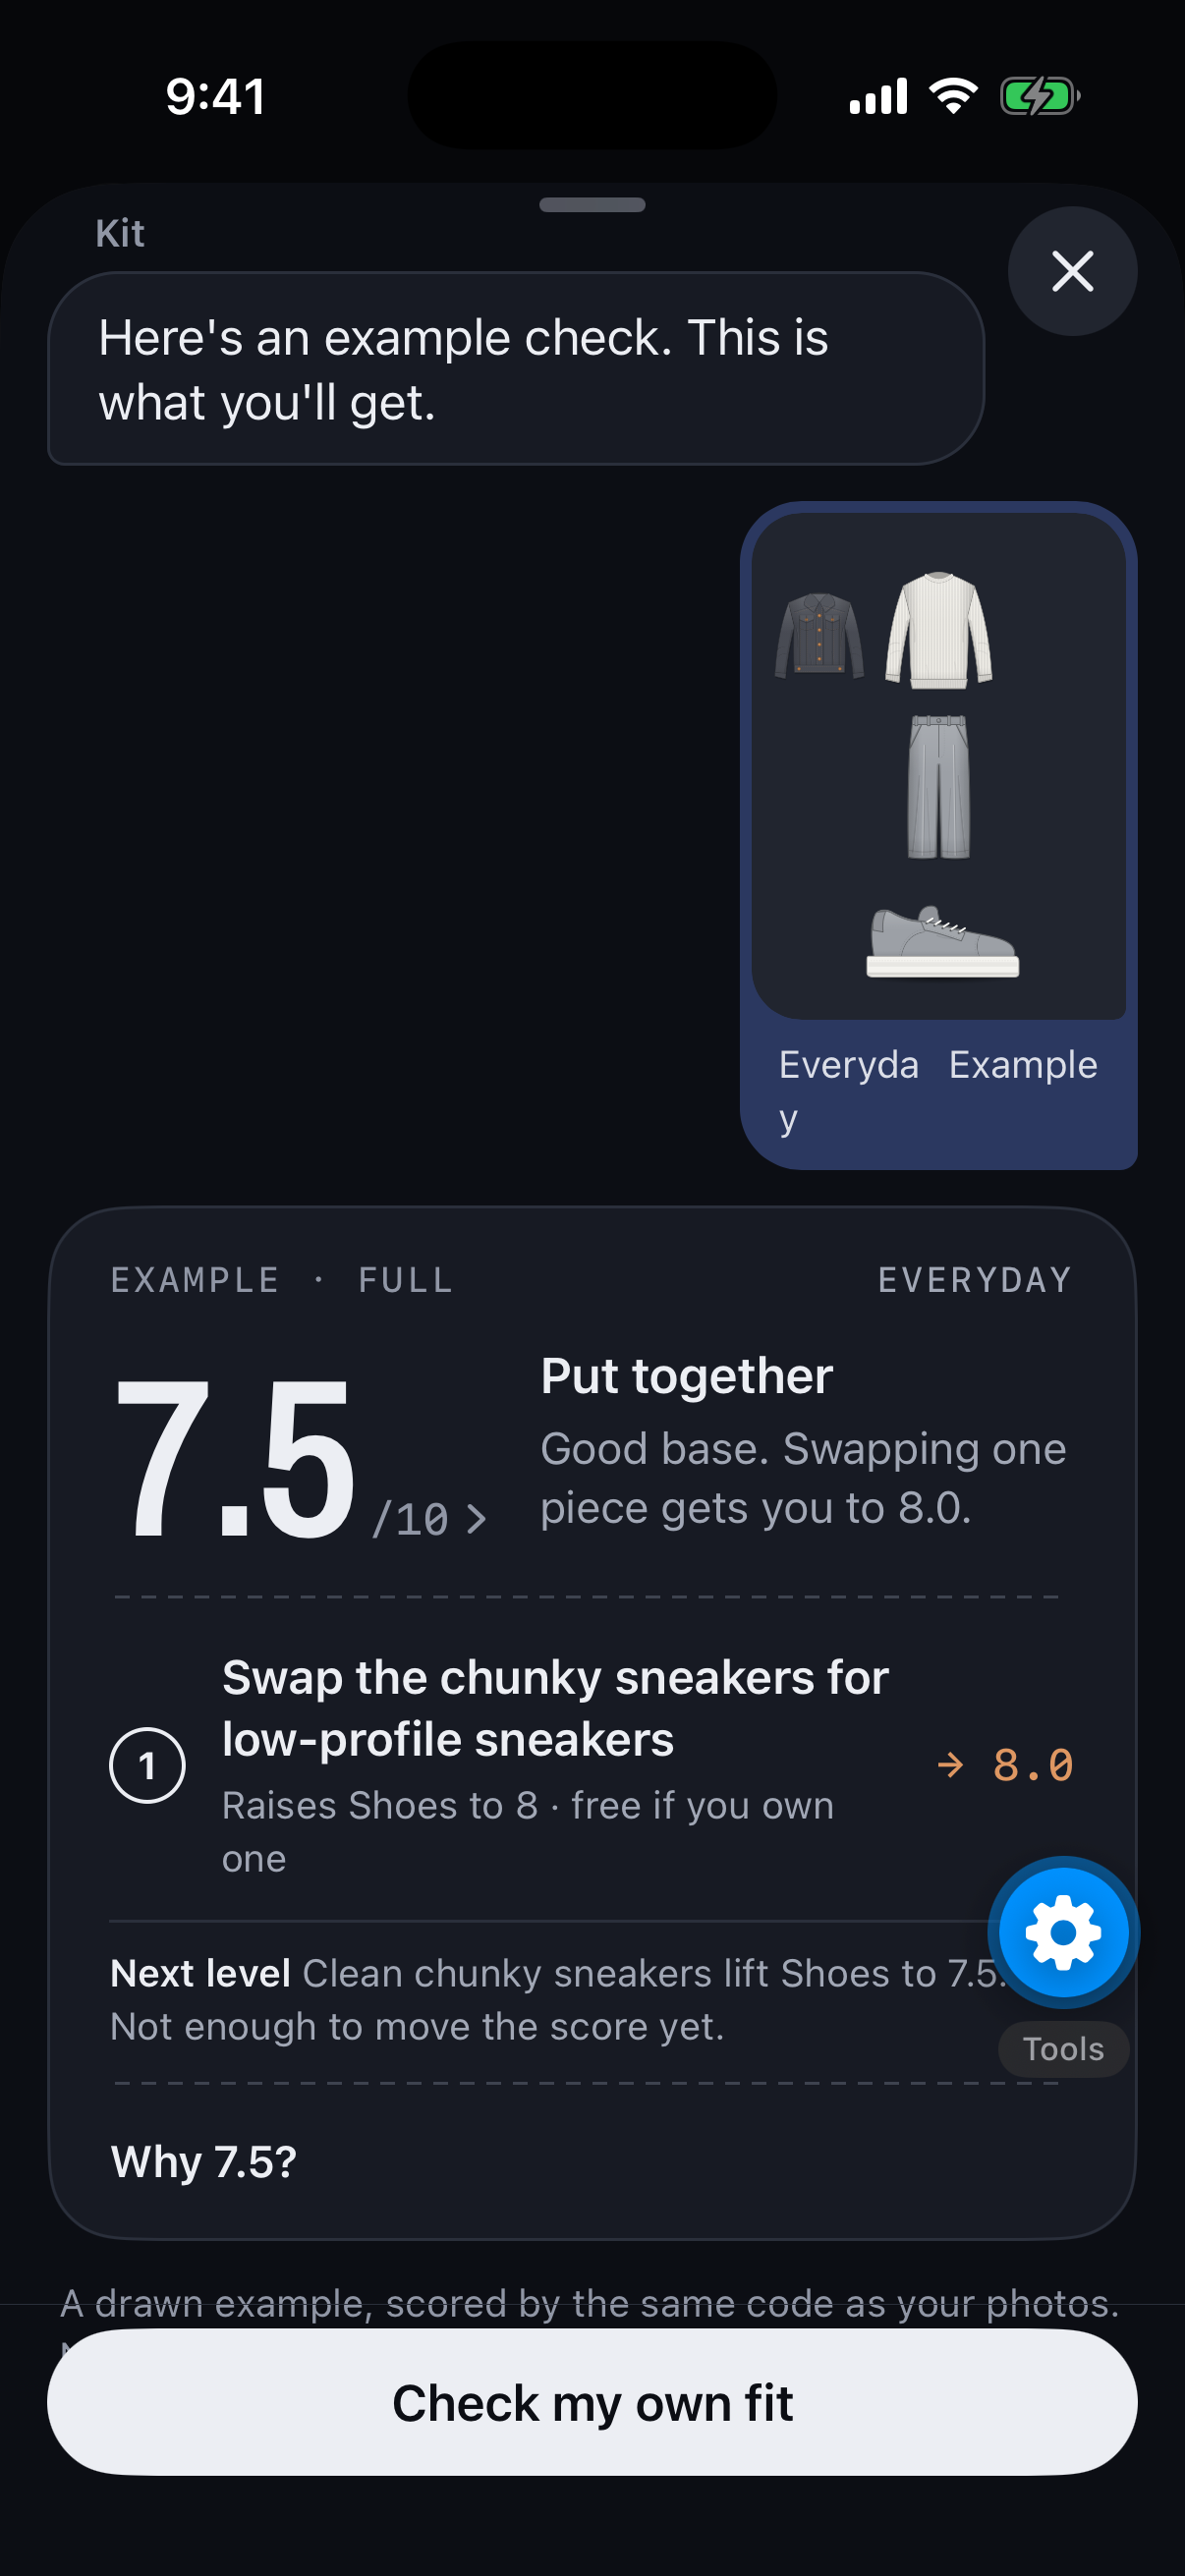 9:41
Kit
Here's an example check. This is
what you'll get.
Everyda
y
Example
EXAMPLE · FULL
EVERYDAY
7.5
/10
Put together
Good base. Swapping one
piece gets you to 8.0.
1
Swap the chunky sneakers for
low-profile sneakers
Raises Shoes to 8 · free if you own
one
→ 8.0
Next level Clean chunky sneakers lift Shoes to 7.5.
Not enough to move the score yet.
Tools
Why 7.5?
A drawn example, scored by the same code as your photos.
Check my own fit